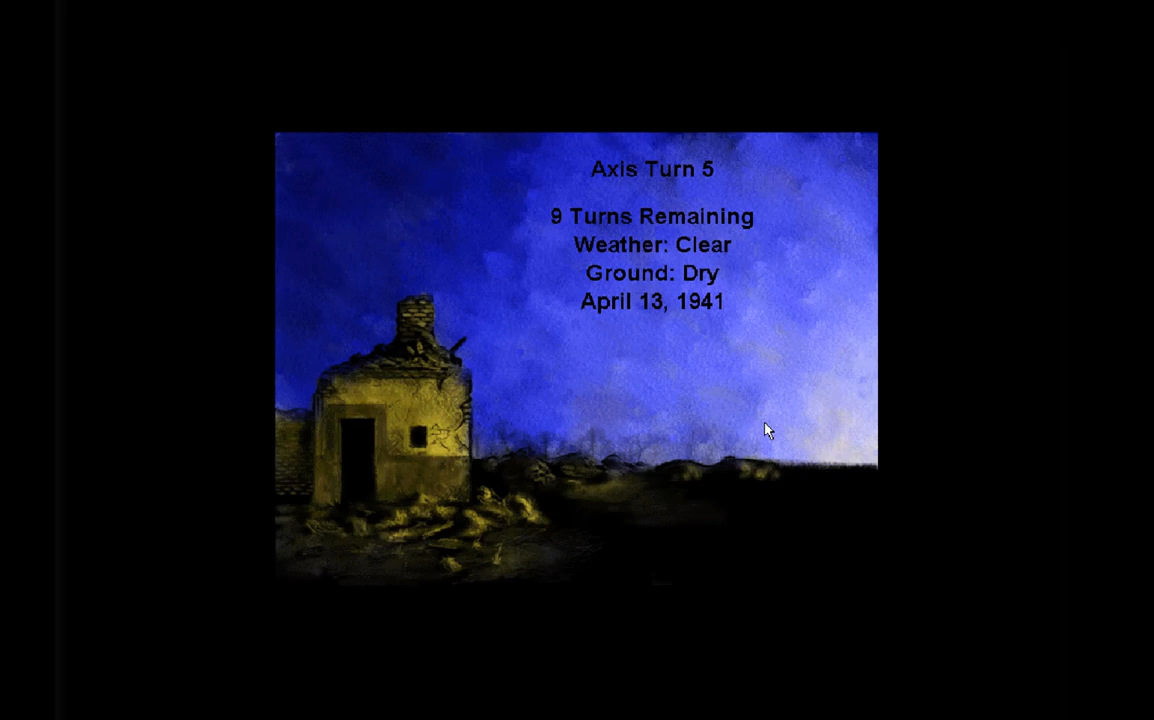 Axis Turn 5
9 Turns Remaining
Weather: Clear
Ground: Dry
April 13, 1941